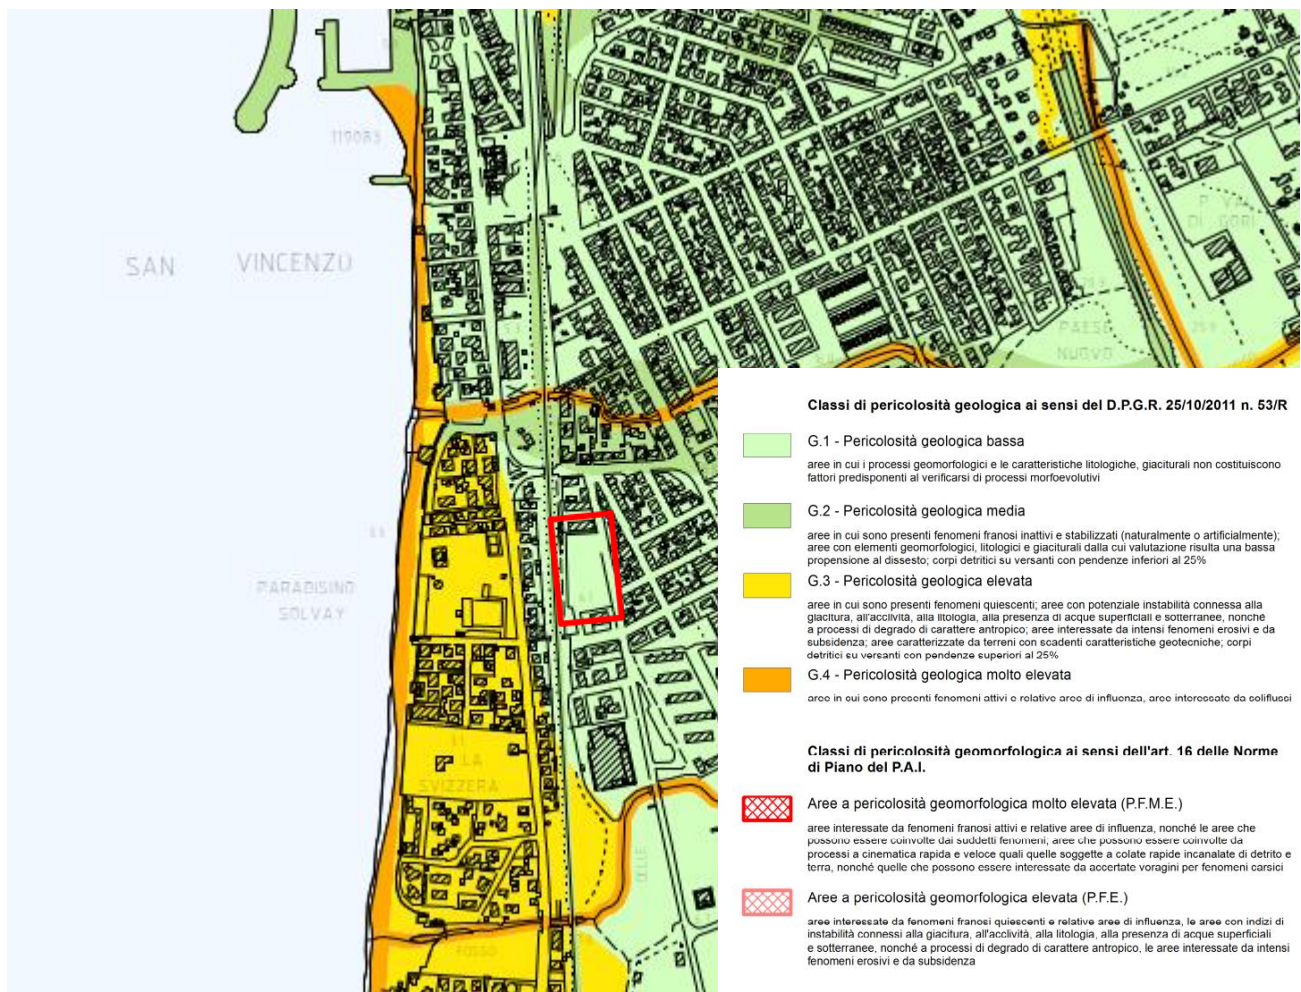 119083
SAN VINCENZO
P VAL
DI GORI
PAESE
NUOVO
PARADISINO
SOLVAY
LA
SVIZZERA
DELLE
FOSSO
Classi di pericolosità geologica ai sensi del D.P.G.R. 25/10/2011 n. 53/R
G.1 - Pericolosità geologica bassa
aree in cui i processi geomorfologici e le caratteristiche litologiche, giaciturali non costituiscono
fattori predisponenti al verificarsi di processi morfoevolutivi
G.2 - Pericolosità geologica media
aree in cui sono presenti fenomeni franosi inattivi e stabilizzati (naturalmente o artificialmente);
aree con elementi geomorfologici, litologici e giaciturali dalla cui valutazione risulta una bassa
propensione al dissesto; corpi detritici su versanti con pendenze inferiori al 25%
G.3 - Pericolosità geologica elevata
aree in cui sono presenti fenomeni quiescenti; aree con potenziale instabilità connessa alla
giacitura, all'acclività, alla litologia, alla presenza di acque superficiali e sotterranee, nonché
a processi di degrado di carattere antropico; aree interessate da intensi fenomeni erosivi e da
subsidenza; aree caratterizzate da terreni con scadenti caratteristiche geotecniche; corpi
detritici su versanti con pendenze superiori al 25%
G.4 - Pericolosità geologica molto elevata
aree in cui sono presenti fenomeni attivi e relative aree di influenza, aree interessate da soliflussi
Classi di pericolosità geomorfologica ai sensi dell'art. 16 delle Norme
di Piano del P.A.I.
Aree a pericolosità geomorfologica molto elevata (P.F.M.E.)
aree interessate da fenomeni franosi attivi e relative aree di influenza, nonché le aree che
possono essere coinvolte dai suddetti fenomeni; aree che possono essere coinvolte da
processi a cinematica rapida e veloce quali quelle soggette a colate rapide incanalate di detrito e
terra, nonché quelle che possono essere interessate da accertate voragini per fenomeni carsici
Aree a pericolosità geomorfologica elevata (P.F.E.)
aree interessate da fenomeni franosi quiescenti e relative aree di influenza, le aree con indizi di
instabilità connessi alla giacitura, all'acclività, alla litologia, alla presenza di acque superficiali
e sotterranee, nonché a processi di degrado di carattere antropico, le aree interessate da intensi
fenomeni erosivi e da subsidenza